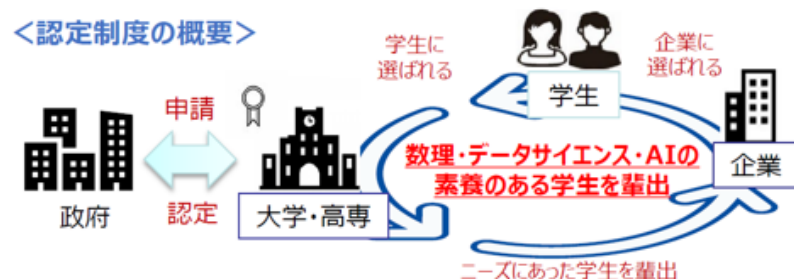 ＜認定制度の概要＞
学生に
選ばれる
企業に
選ばれる
学生
申請
数理・データサイエンス・AIの
素養のある学生を輩出
企業
政府
認定
大学・高専
ニーズにあった学生を輩出